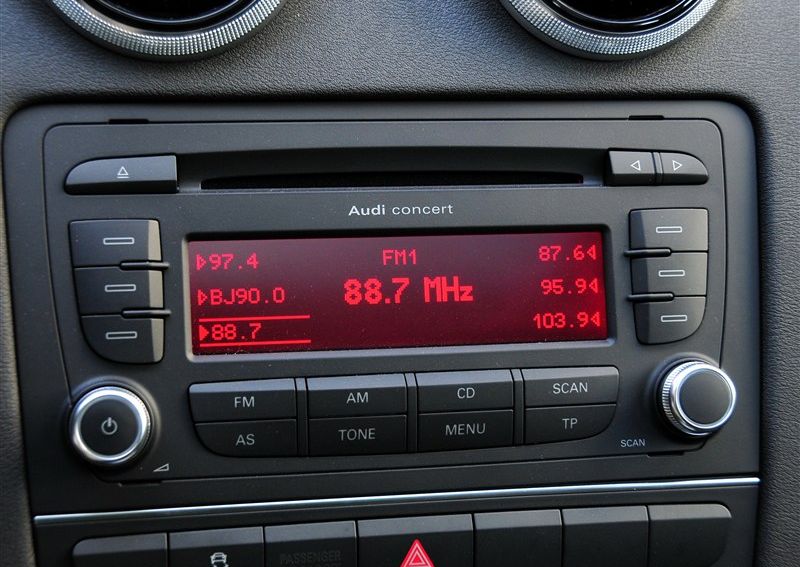 Audi concert
97.4 FM1 87.6
BJ90.0 88.7 MHz 95.9
88.7 103.9
FM AM CD SCAN
AS TONE MENU TP
SCAN
PASSENGER